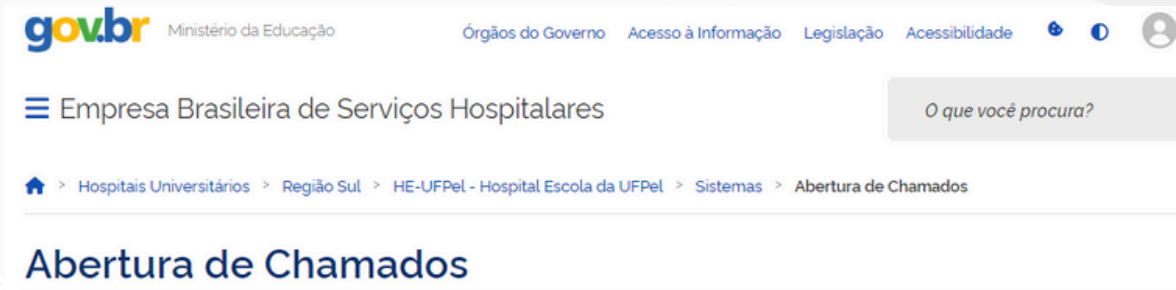 gov.br Ministério da Educação Órgãos do Governo Acesso à Informação Legislação Acessibilidade
Empresa Brasileira de Serviços Hospitalares O que você procura?
> Hospitais Universitários > Região Sul > HE-UFPel - Hospital Escola da UFPel > Sistemas > Abertura de Chamados
Abertura de Chamados